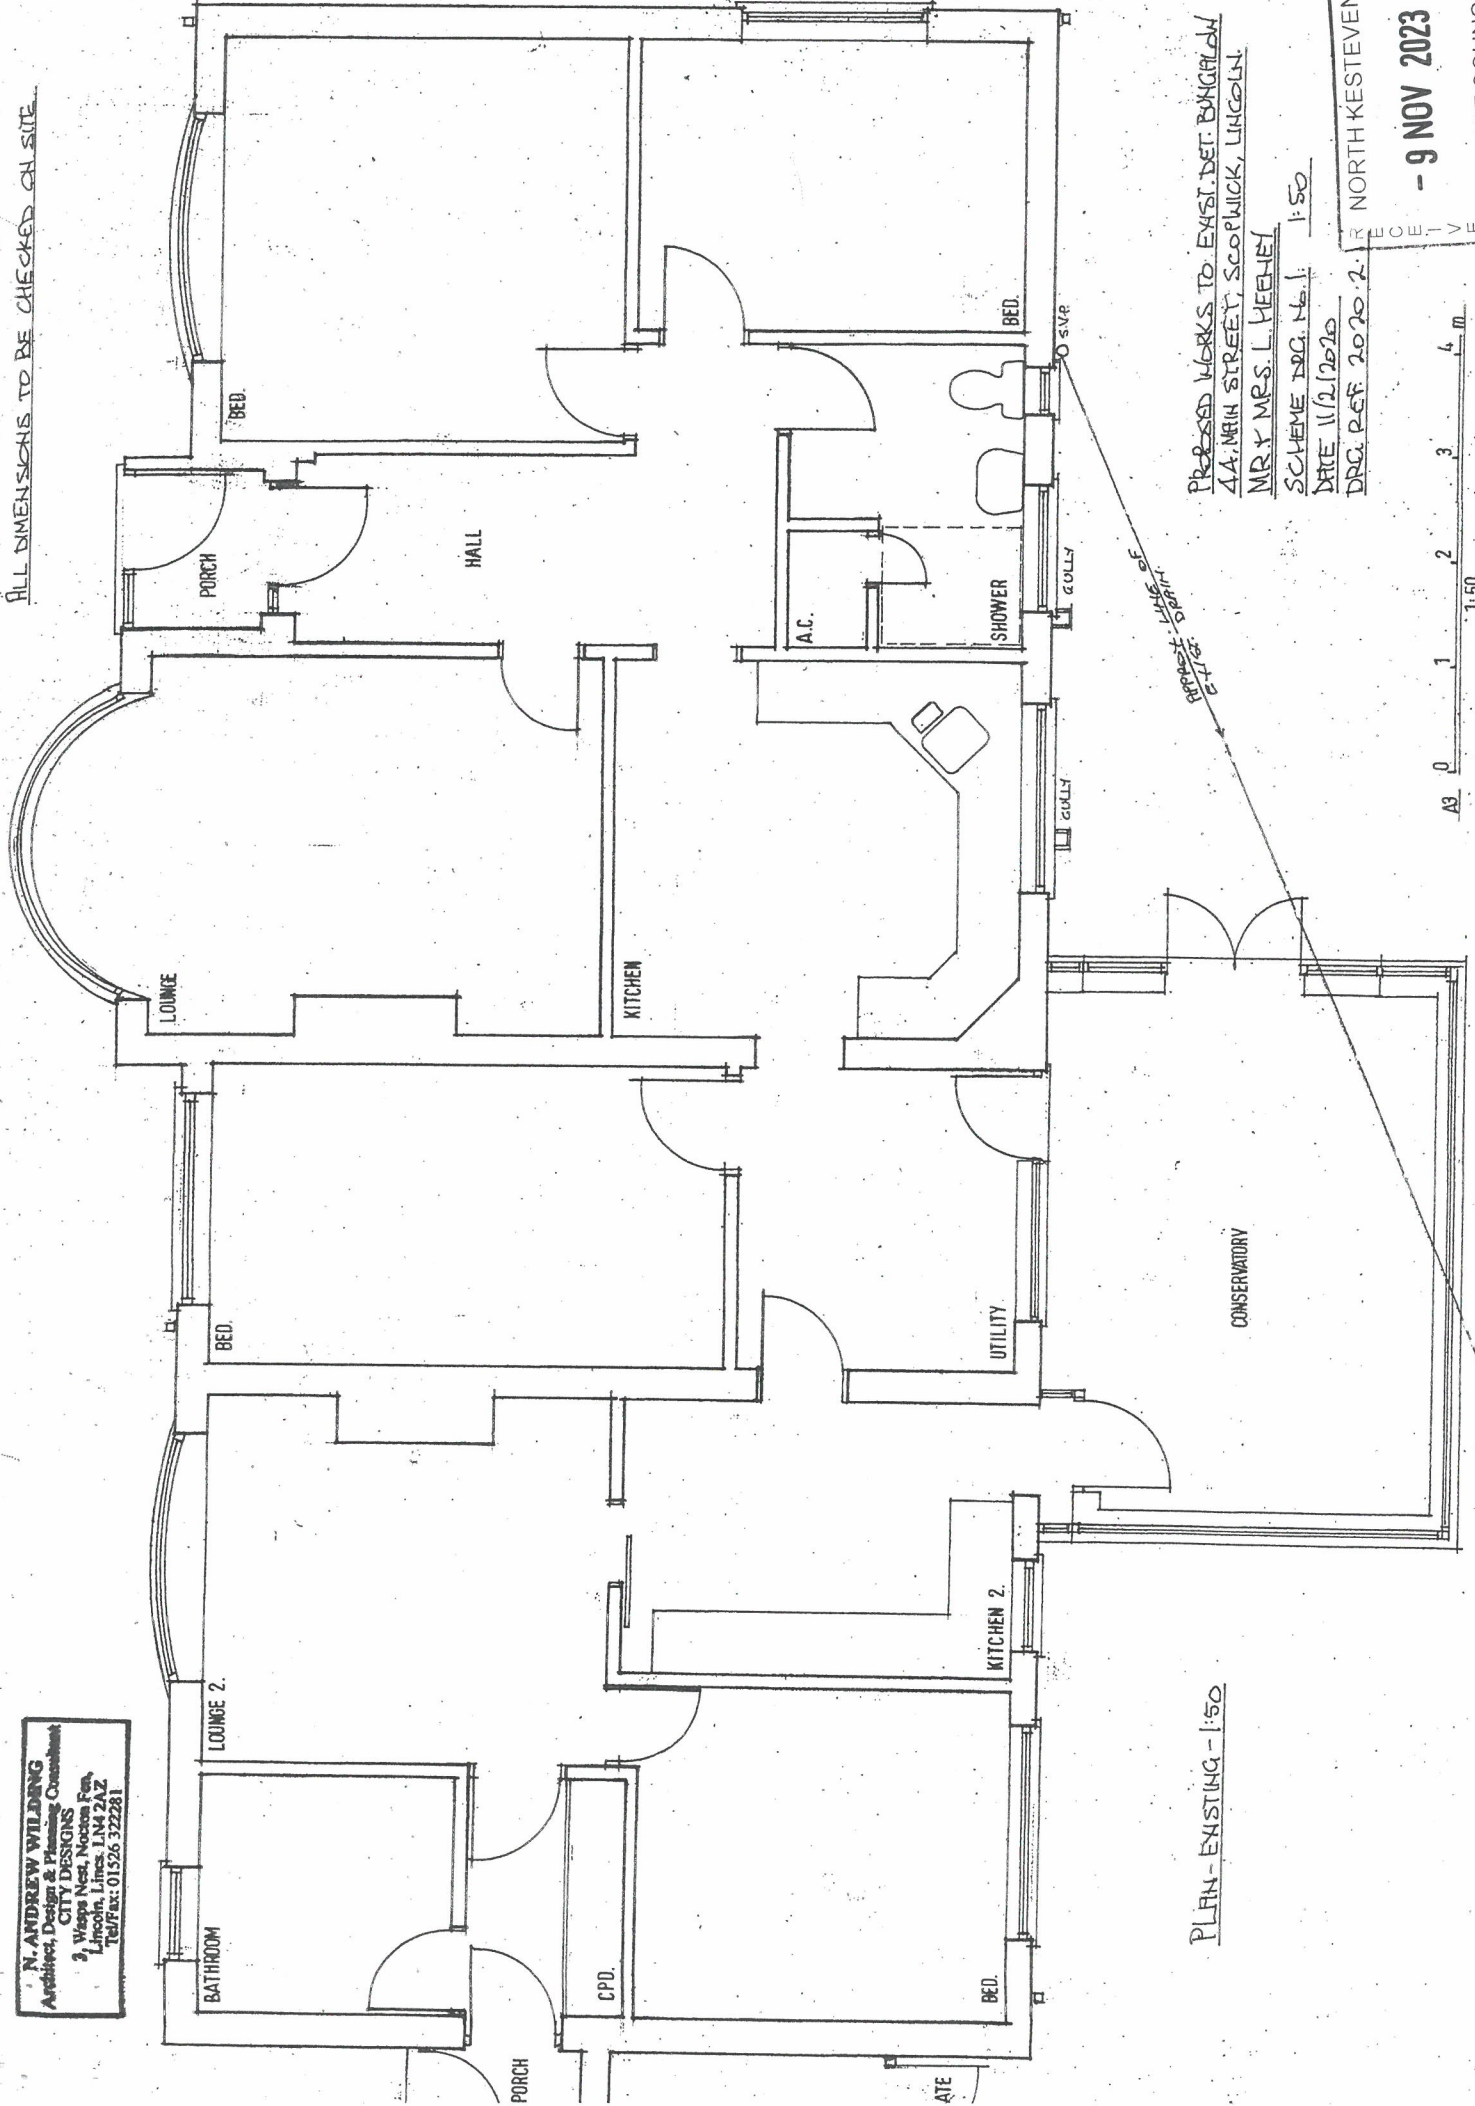 ALL DIMENSIONS TO BE CHECKED ON SITE
N. ANDREW WILDING
Architect, Design & Planning Consultant
CITY DESIGNS
3, Wasps Nest, Nocton Fen,
Lincoln, Lincs. LN4 2AZ
Tel/Fax: 01526 322281
BATHROOM
LOUNGE 2.
BED.
LOUNGE
PORCH
BED.
HALL
PORCH
CPD.
KITCHEN
A.C.
BED.
KITCHEN 2.
UTILITY
SHOWER
BED.
ATE
GULLY
GULLY
S.V.P.
CONSERVATORY
APPROX. LINE OF
EXIST. DRAIN
PLAN - EXISTING - 1:50
PROPOSED WORKS TO EXIST. DET. BUNGALOW
44, MAIN STREET, SCOPWICK, LINCOLN.
MR & MRS. L. HEENEY
SCHEME DRG. No. 1. 1:50
DATE 11/2/2020
DRG. REF. 2020.2.1
NORTH KESTEVEN
RECEIVE
- 9 NOV 2023
A3 0 1 2 3 4 m
1:50